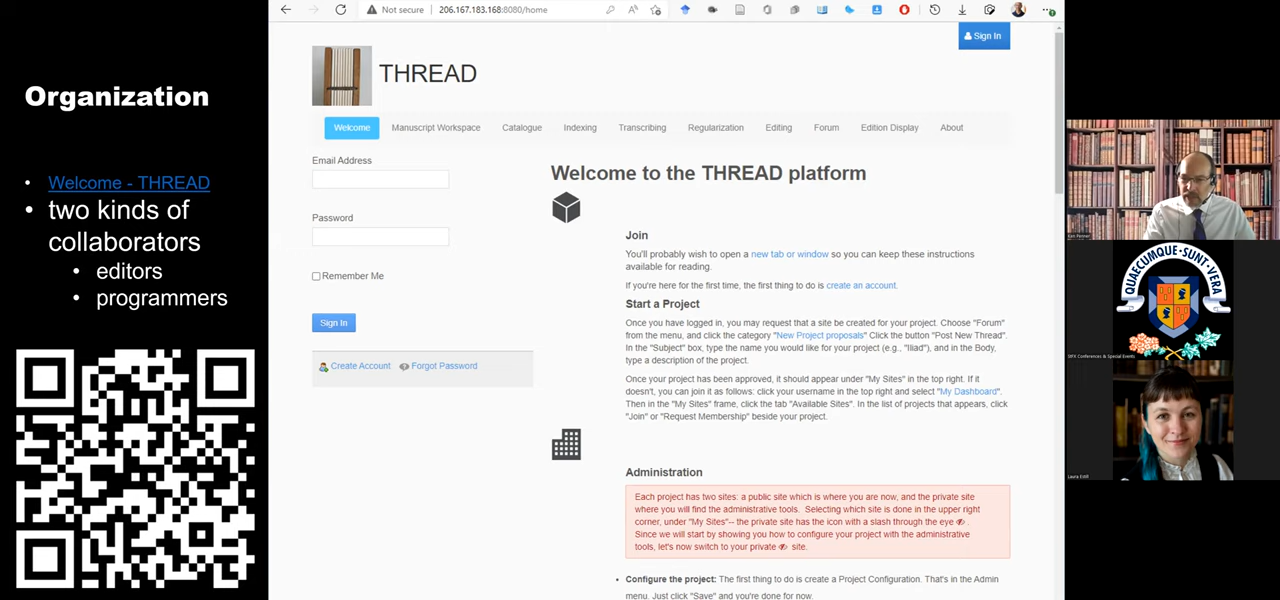 Not secure | 206.167.183.168:8080/home
Organization
Welcome - THREAD
two kinds of
collaborators
editors
programmers
Sign In
THREAD
Welcome
Manuscript Workspace
Catalogue
Indexing
Transcribing
Regularization
Editing
Forum
Edition Display
About
Email Address
Password
Remember Me
Sign In
Create Account
Forgot Password
Welcome to the THREAD platform
Join
You'll probably wish to open a new tab or window so you can keep these instructions
available for reading.
If you're here for the first time, the first thing to do is create an account.
Start a Project
Once you have logged in, you may request that a site be created for your project. Choose "Forum"
from the menu, and click the category "New Project proposals" Click the button "Post New Thread".
In the "Subject" box, type the name you would like for your project (e.g., "Iliad"), and in the Body,
type a description of the project.
Once your project has been approved, it should appear under "My Sites" in the top right. If it
doesn't, you can join it as follows: click your username in the top right and select "My Dashboard".
Then in the "My Sites" frame, click the tab "Available Sites". In the list of projects that appears, click
"Join" or "Request Membership" beside your project.
Administration
Each project has two sites: a public site which is where you are now, and the private site
where you will find the administrative tools. Selecting which site is done in the upper right
corner, under "My Sites"-- the private site has the icon with a slash through the eye .
Since we will start by showing you how to configure your project with the administrative
tools, let's now switch to your private site.
Configure the project: The first thing to do is create a Project Configuration. That's in the Admin
menu. Just click "Save" and you're done for now.
Ken Penner
QUAECUMQUE·SUNT·VERA
StFX Conferences & Special Events